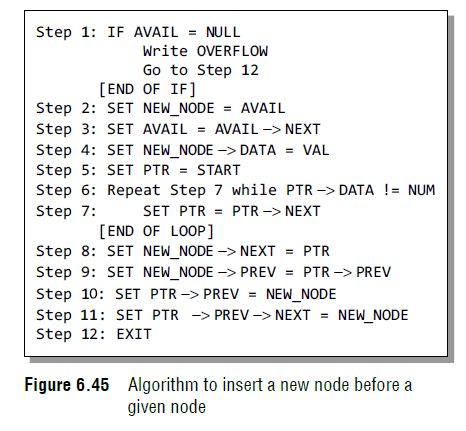 Step 1: IF AVAIL = NULL
Write OVERFLOW
Go to Step 12
[END OF IF]
Step 2: SET NEW_NODE = AVAIL
Step 3: SET AVAIL = AVAIL -> NEXT
Step 4: SET NEW_NODE -> DATA = VAL
Step 5: SET PTR = START
Step 6: Repeat Step 7 while PTR -> DATA != NUM
Step 7: SET PTR = PTR -> NEXT
[END OF LOOP]
Step 8: SET NEW_NODE -> NEXT = PTR
Step 9: SET NEW_NODE -> PREV = PTR -> PREV
Step 10: SET PTR -> PREV = NEW_NODE
Step 11: SET PTR -> PREV -> NEXT = NEW_NODE
Step 12: EXIT
Figure 6.45 Algorithm to insert a new node before a
given node